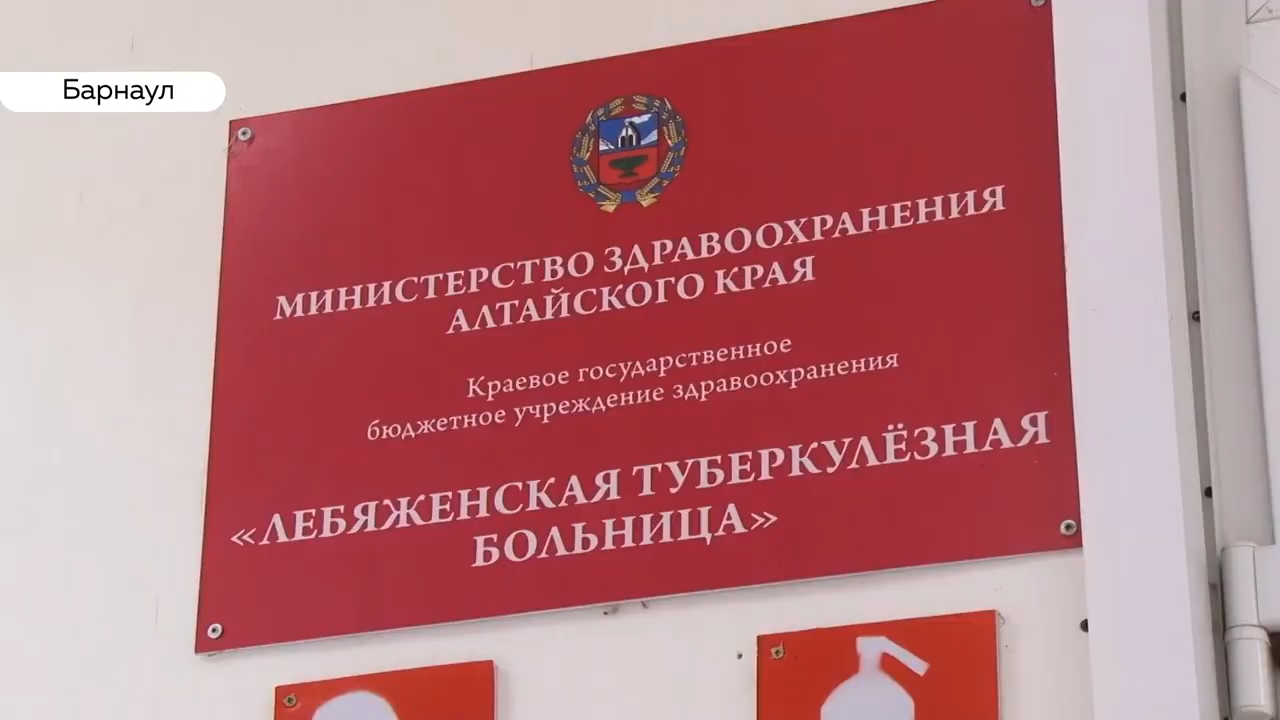 Барнаул
МИНИСТЕРСТВО ЗДРАВООХРАНЕНИЯ
АЛТАЙСКОГО КРАЯ
Краевое государственное
бюджетное учреждение здравоохранения
«ЛЕБЯЖЕНСКАЯ ТУБЕРКУЛЁЗНАЯ
БОЛЬНИЦА»